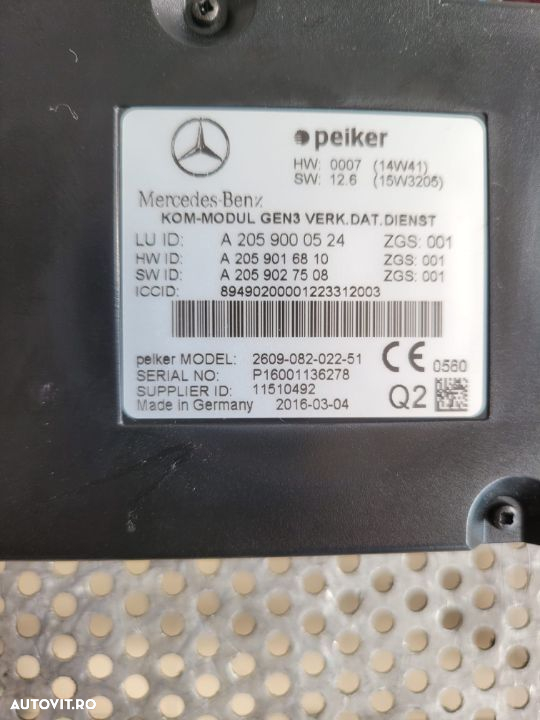 peiker
HW: 0007 (14W41)
SW: 12.6 (15W3205)
Mercedes-Benz
KOM-MODUL GEN3 VERK.DAT.DIENST
LU ID: A 205 900 05 24 ZGS: 001
HW ID: A 205 901 68 10 ZGS: 001
SW ID: A 205 902 75 08 ZGS: 001
ICCID: 89490200001223312003
peiker MODEL: 2609-082-022-51
SERIAL NO: P16001136278
SUPPLIER ID: 11510492
Made in Germany 2016-03-04
CE 0560
Q2
AUTOVIT.RO